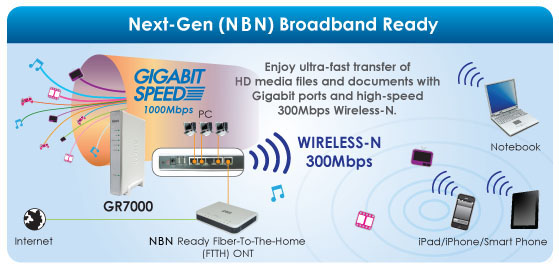 Next-Gen (NBN) Broadband Ready
GIGABIT
SPEED
1000Mbps
Enjoy ultra-fast transfer of
HD media files and documents with
Gigabit ports and high-speed
300Mbps Wireless-N.
PC
WIRELESS-N
300Mbps
Notebook
GR7000
Internet
NBN Ready Fiber-To-The-Home
(FTTH) ONT
iPad/iPhone/Smart Phone